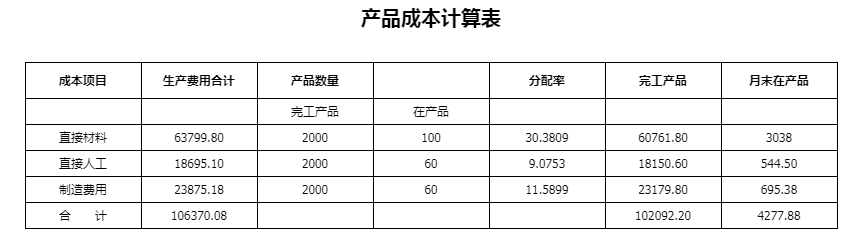 产品成本计算表
成本项目 生产费用合计 产品数量 分配率 完工产品 月末在产品
完工产品 在产品
直接材料 63799.80 2000 100 30.3809 60761.80 3038
直接人工 18695.10 2000 60 9.0753 18150.60 544.50
制造费用 23875.18 2000 60 11.5899 23179.80 695.38
合 计 106370.08 102092.20 4277.88